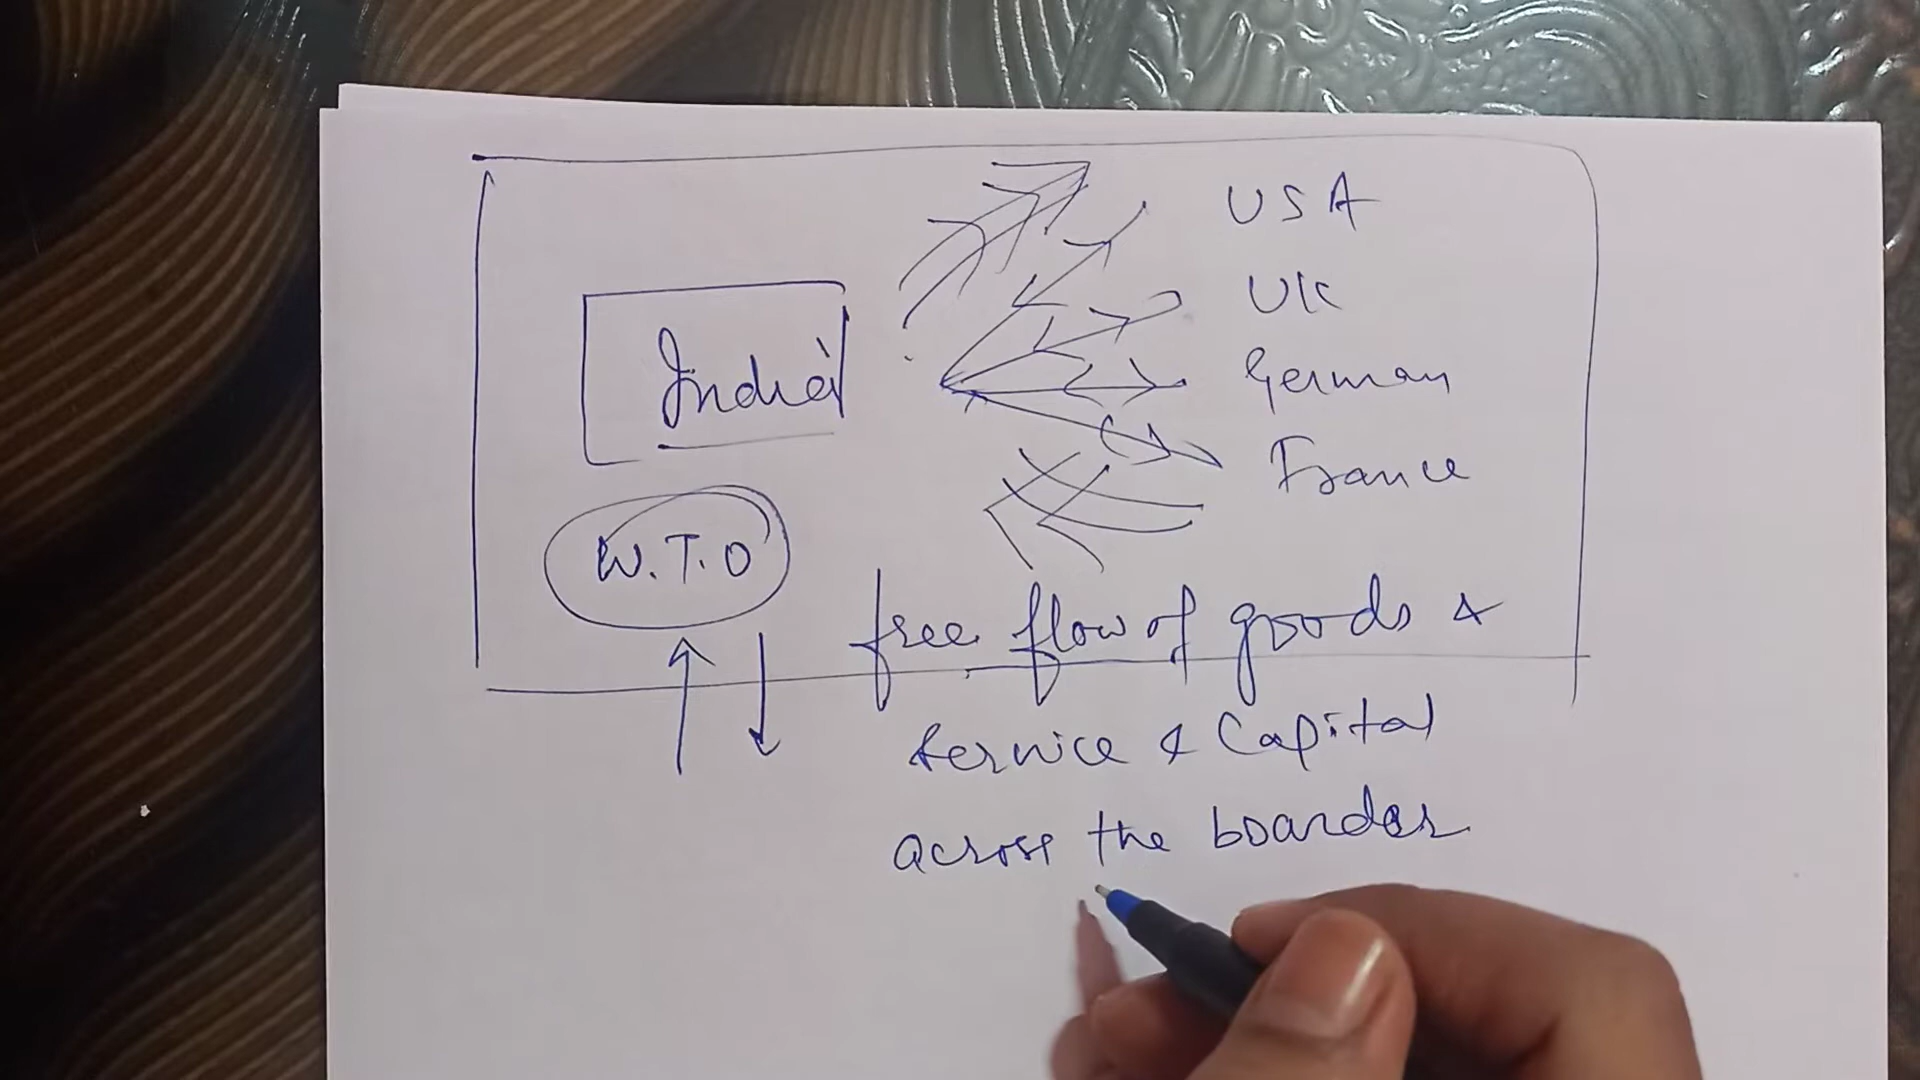 USA
UK
India
German
France
W.T.O
free flow of goods &
Service & Capital
across the boarder